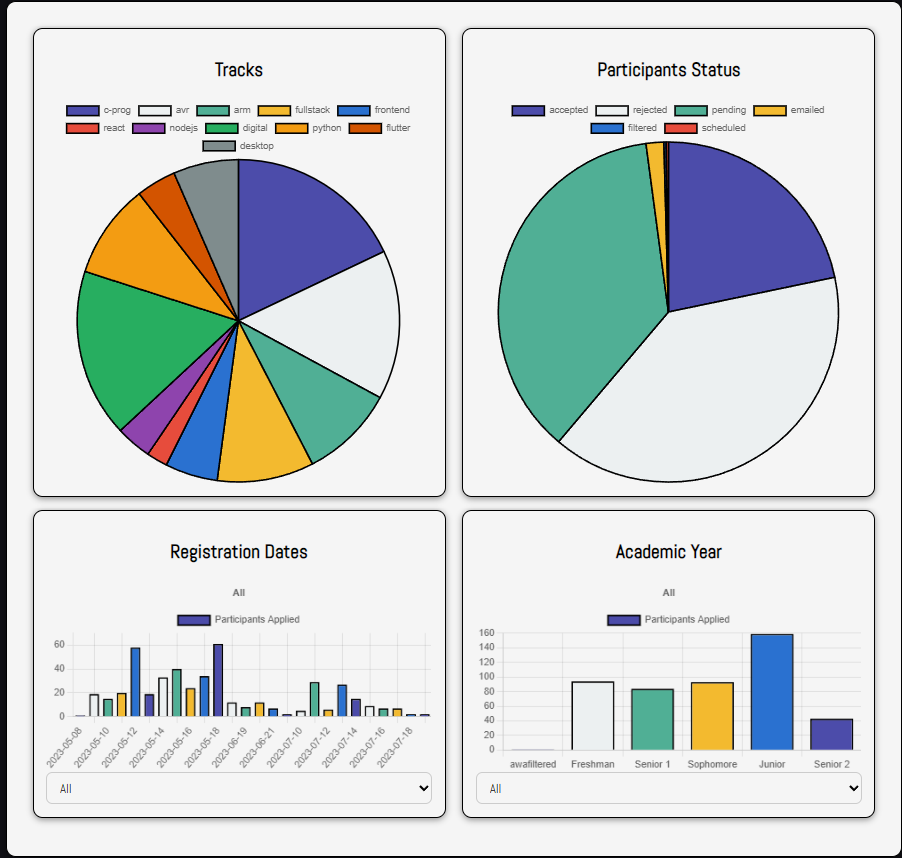 Tracks
c-prog avr arm fullstack frontend
react nodejs digital python flutter
desktop
Participants Status
accepted rejected pending emailed
filtered scheduled
Registration Dates
All
Participants Applied
60
40
20
0
2023-05-08 2023-05-10 2023-05-12 2023-05-14 2023-05-16 2023-05-18 2023-06-19 2023-06-21 2023-07-10 2023-07-12 2023-07-14 2023-07-16 2023-07-18
All
Academic Year
All
Participants Applied
160
140
120
100
80
60
40
20
0
awafiltered Freshman Senior 1 Sophomore Junior Senior 2
All